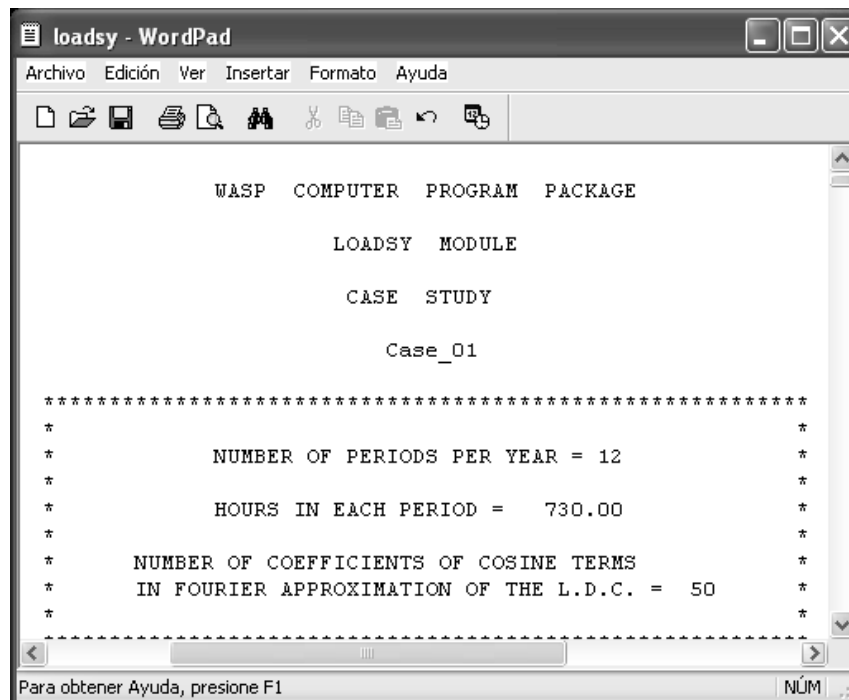 loadsy - WordPad
Archivo Edición Ver Insertar Formato Ayuda
WASP COMPUTER PROGRAM PACKAGE
LOADSY MODULE
CASE STUDY
Case_01
***********************************************************
* *
* NUMBER OF PERIODS PER YEAR = 12 *
* *
* HOURS IN EACH PERIOD = 730.00 *
* *
* NUMBER OF COEFFICIENTS OF COSINE TERMS *
* IN FOURIER APPROXIMATION OF THE L.D.C. = 50 *
* *
***********************************************************
Para obtener Ayuda, presione F1 NÚM